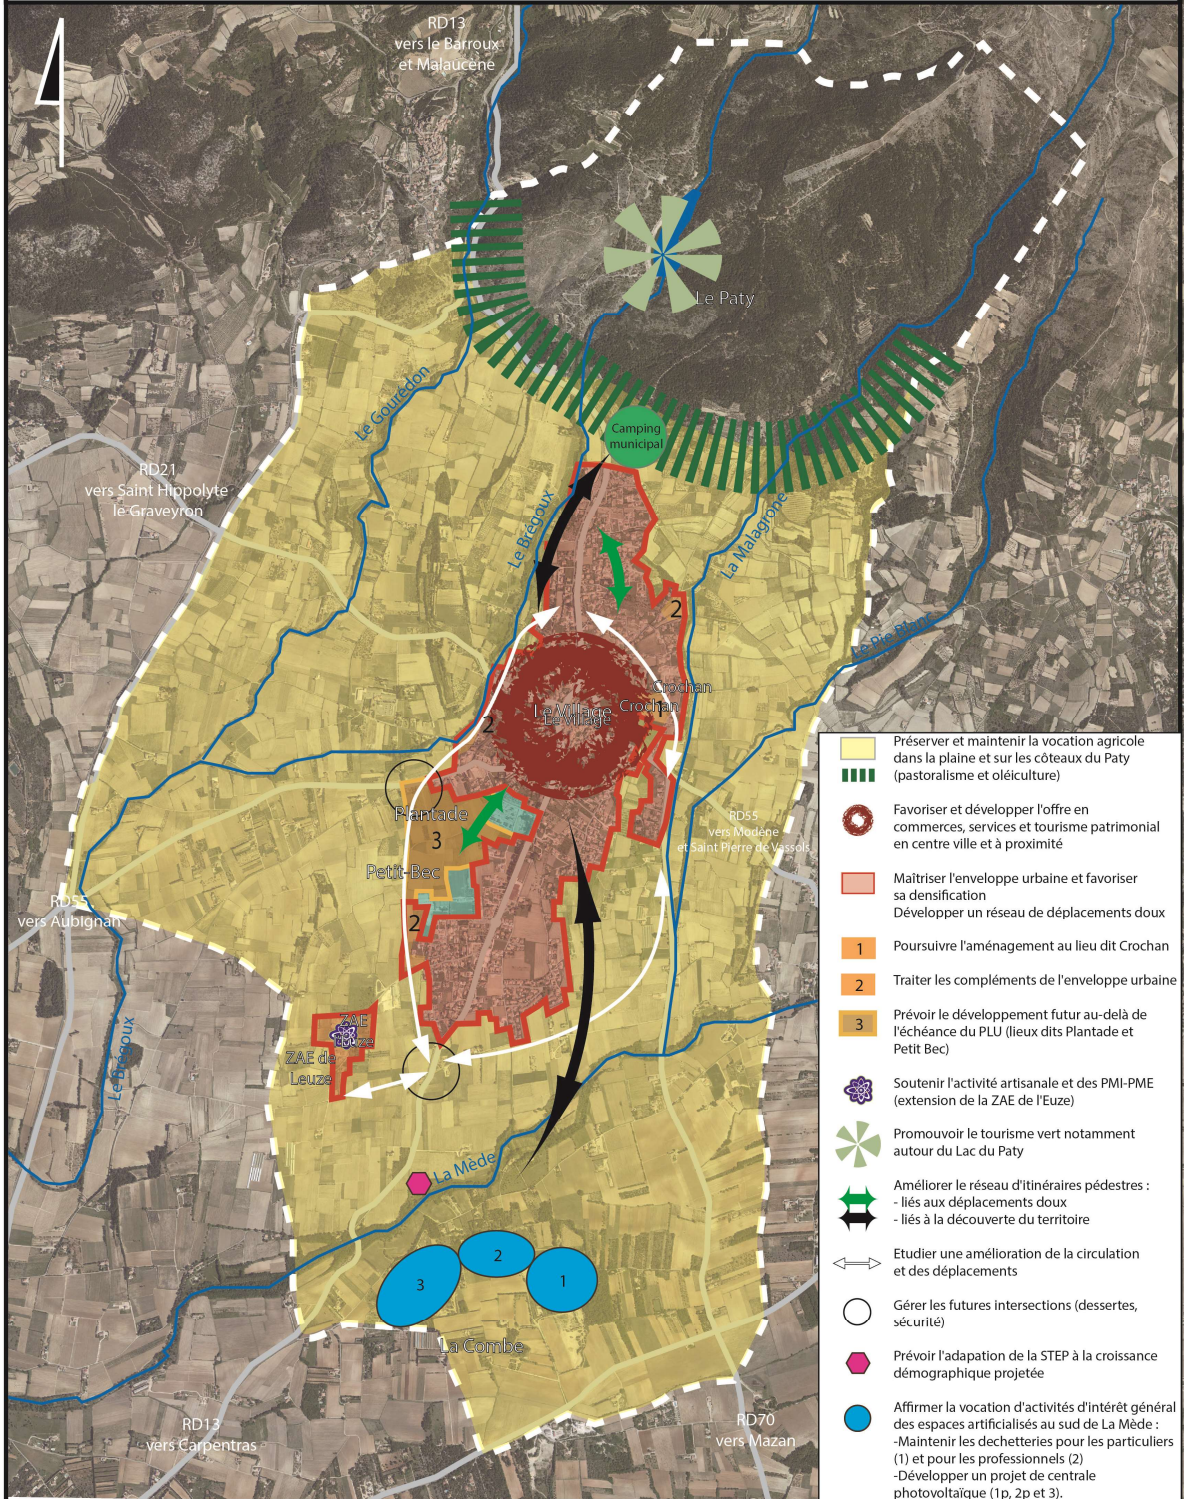 RD13
vers le Barroux
et Malaucène
Le Paty
Le Gourédon
Camping
municipal
RD21
vers Saint Hippolyte
le Graveyron
Le Brégoux
La Malagrone
2
Le Pie Blanc
Crochan
Crochan
1
Le Village
Le Village
2
Plantade
3
Petit-Bec
2
RD55
vers Modène
et Saint Pierre de Vassols
RD55
vers Aubignan
ZAE
ZAE de
Leuze
Le Brégoux
La Mède
2
3
1
La Combe
RD13
vers Carpentras
RD70
vers Mazan
Préserver et maintenir la vocation agricole
dans la plaine et sur les côteaux du Paty
(pastoralisme et oléiculture)
Favoriser et développer l'offre en
commerces, services et tourisme patrimonial
en centre ville et à proximité
Maîtriser l'enveloppe urbaine et favoriser
sa densification
Développer un réseau de déplacements doux
1 Poursuivre l'aménagement au lieu dit Crochan
2 Traiter les compléments de l'enveloppe urbaine
3 Prévoir le développement futur au-delà de
l'échéance du PLU (lieux dits Plantade et
Petit Bec)
Soutenir l'activité artisanale et des PMI-PME
(extension de la ZAE de l'Euze)
Promouvoir le tourisme vert notamment
autour du Lac du Paty
Améliorer le réseau d'itinéraires pédestres :
- liés aux déplacements doux
- liés à la découverte du territoire
Etudier une amélioration de la circulation
et des déplacements
Gérer les futures intersections (dessertes,
sécurité)
Prévoir l'adapation de la STEP à la croissance
démographique projetée
Affirmer la vocation d'activités d'intérêt général
des espaces artificialisés au sud de La Mède :
-Maintenir les dechetteries pour les particuliers
(1) et pour les professionnels (2)
-Développer un projet de centrale
photovoltaïque (1p, 2p et 3).